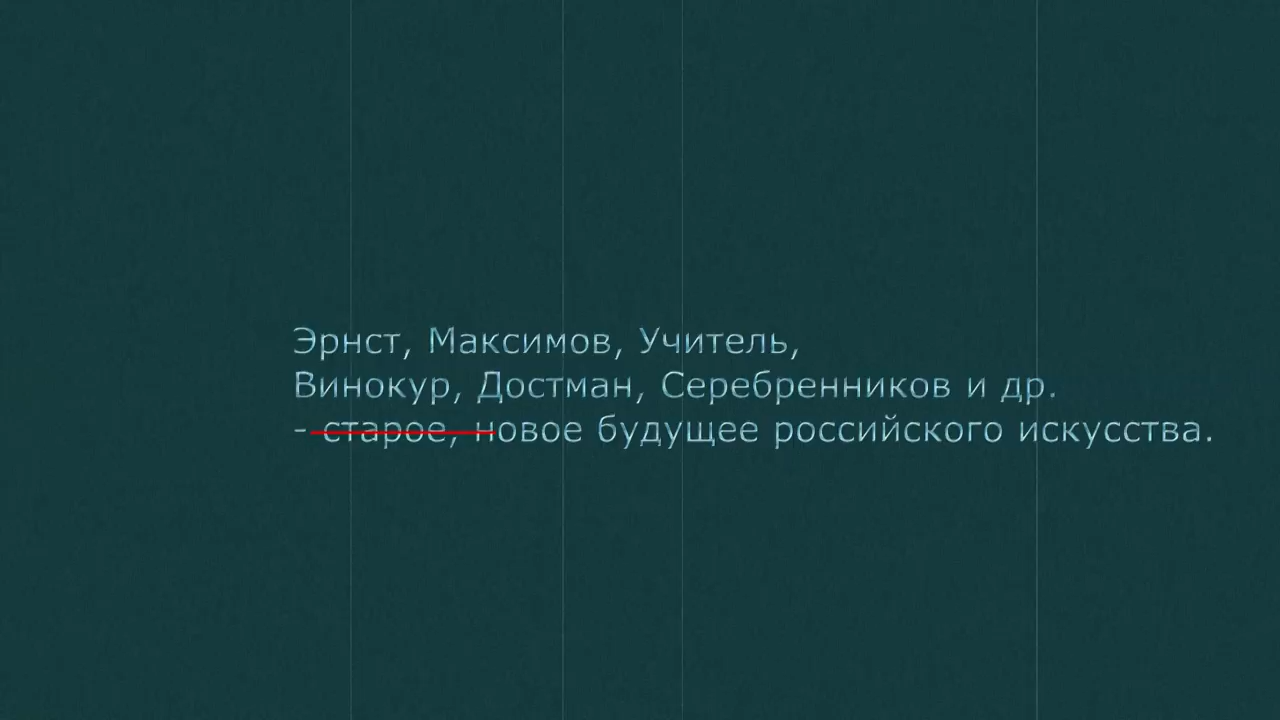 Эрнст, Максимов, Учитель,
Винокур, Достман, Серебренников и др.
- старое, новое будущее российского искусства.